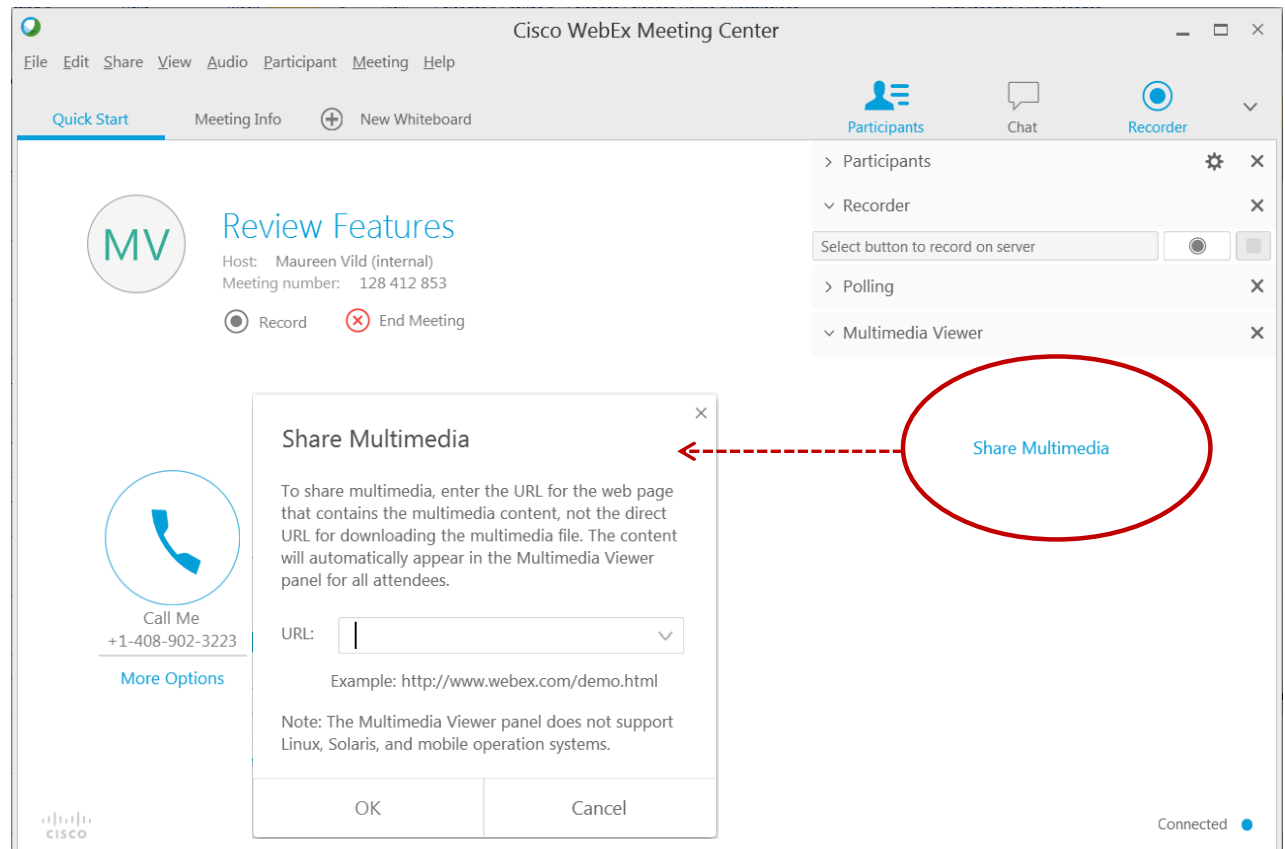 Cisco WebEx Meeting Center
File Edit Share View Audio Participant Meeting Help
Quick Start Meeting Info New Whiteboard
Participants Chat Recorder
Participants
Recorder
Select button to record on server
Polling
Multimedia Viewer
Share Multimedia
MV
Review Features
Host: Maureen Vild (internal)
Meeting number: 128 412 853
Record End Meeting
Call Me
+1-408-902-3223
More Options
Share Multimedia
To share multimedia, enter the URL for the web page
that contains the multimedia content, not the direct
URL for downloading the multimedia file. The content
will automatically appear in the Multimedia Viewer
panel for all attendees.
URL:
Example: http://www.webex.com/demo.html
Note: The Multimedia Viewer panel does not support
Linux, Solaris, and mobile operation systems.
OK Cancel
CISCO
Connected